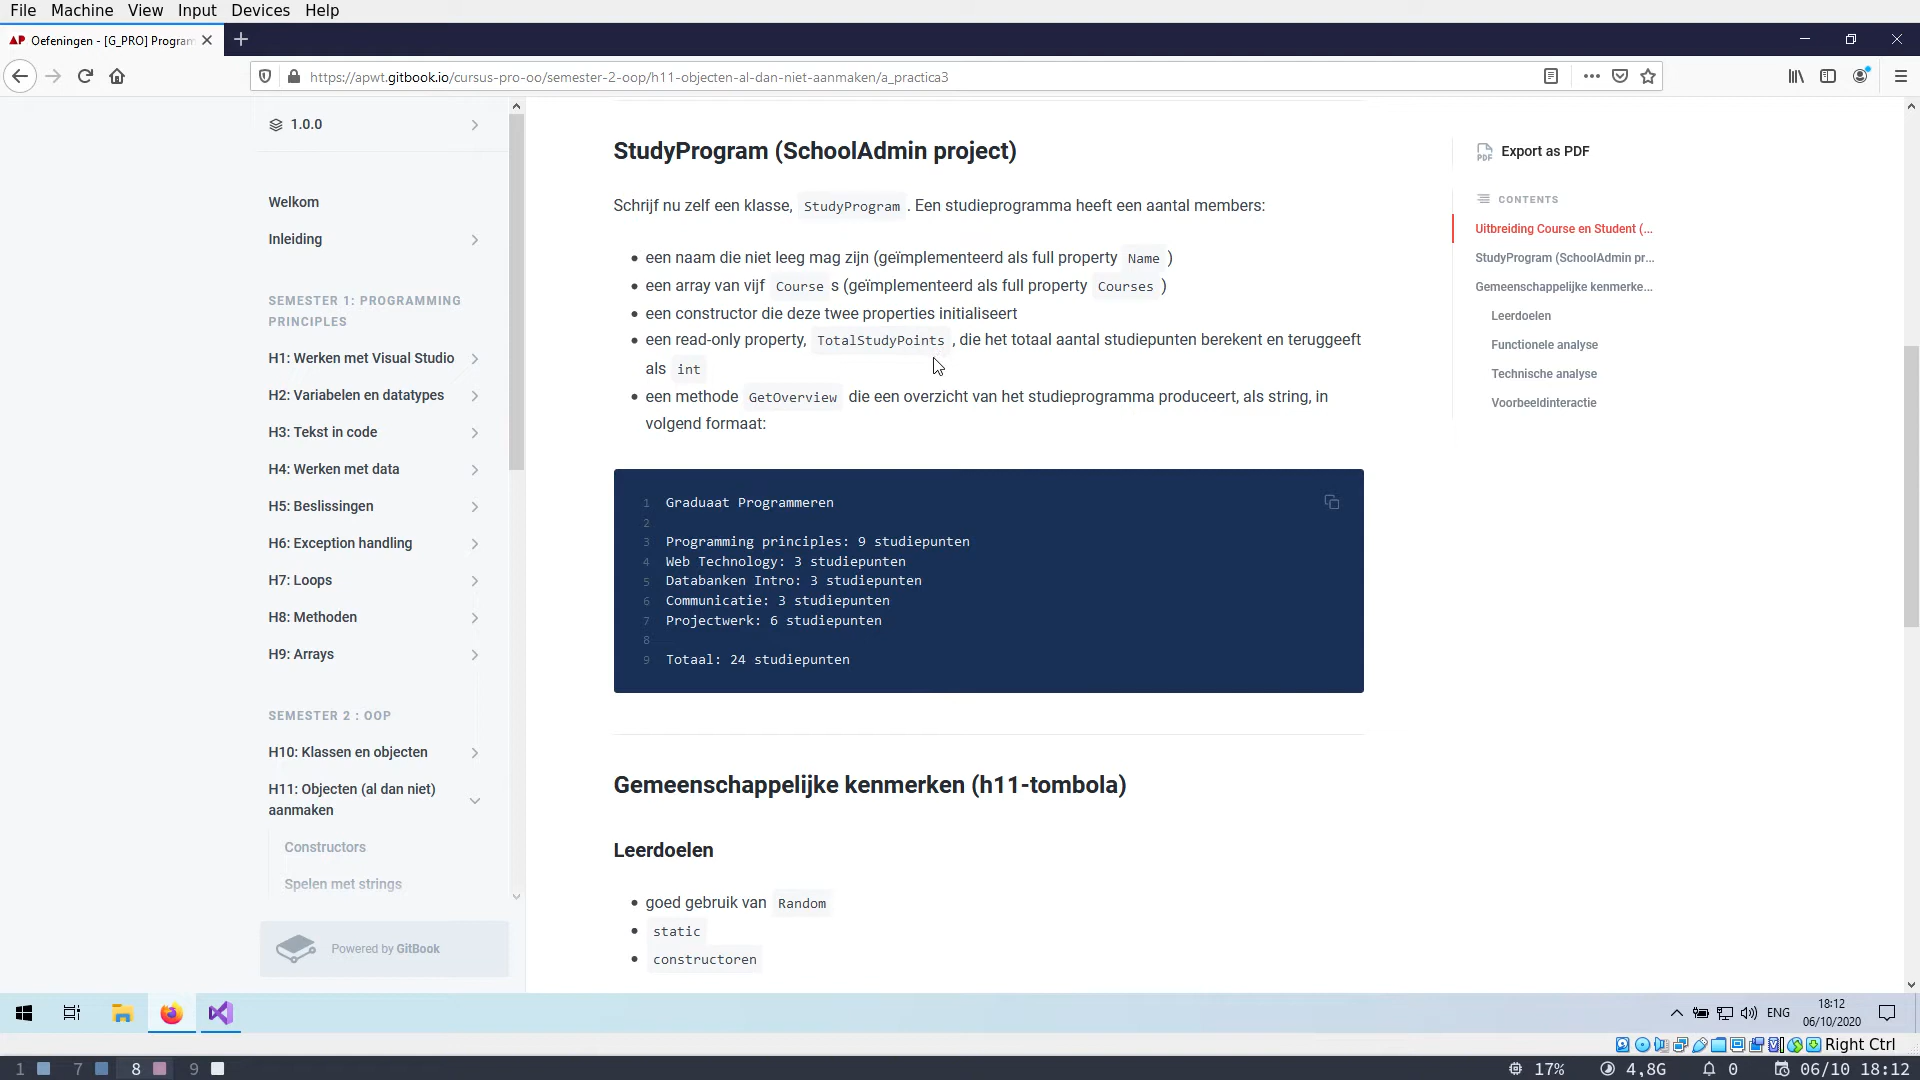 File Machine View Input Devices Help
Oefeningen - [G_PRO] Program
https://apwt.gitbook.io/cursus-pro-oo/semester-2-oop/h11-objecten-al-dan-niet-aanmaken/a_practica3
1.0.0
Welkom
Inleiding
SEMESTER 1: PROGRAMMING
PRINCIPLES
H1: Werken met Visual Studio
H2: Variabelen en datatypes
H3: Tekst in code
H4: Werken met data
H5: Beslissingen
H6: Exception handling
H7: Loops
H8: Methoden
H9: Arrays
SEMESTER 2 : OOP
H10: Klassen en objecten
H11: Objecten (al dan niet)
aanmaken
Constructors
Spelen met strings
Powered by GitBook
StudyProgram (SchoolAdmin project)
Schrijf nu zelf een klasse, StudyProgram . Een studieprogramma heeft een aantal members:
• een naam die niet leeg mag zijn (geïmplementeerd als full property Name )
• een array van vijf Course s (geïmplementeerd als full property Courses )
• een constructor die deze twee properties initialiseert
• een read-only property, TotalStudyPoints , die het totaal aantal studiepunten berekent en teruggeeft
als int
• een methode GetOverview die een overzicht van het studieprogramma produceert, als string, in
volgend formaat:
1 Graduaat Programmeren
2
3 Programming principles: 9 studiepunten
4 Web Technology: 3 studiepunten
5 Databanken Intro: 3 studiepunten
6 Communicatie: 3 studiepunten
7 Projectwerk: 6 studiepunten
8
9 Totaal: 24 studiepunten
Gemeenschappelijke kenmerken (h11-tombola)
Leerdoelen
• goed gebruik van Random
• static
• constructoren
PDF Export as PDF
CONTENTS
Uitbreiding Course en Student (...
StudyProgram (SchoolAdmin pr...
Gemeenschappelijke kenmerke...
Leerdoelen
Functionele analyse
Technische analyse
Voorbeeldinteractie
ENG
18:12
06/10/2020
Right Ctrl
1 7 8 9 17% 4,8G 0 06/10 18:12